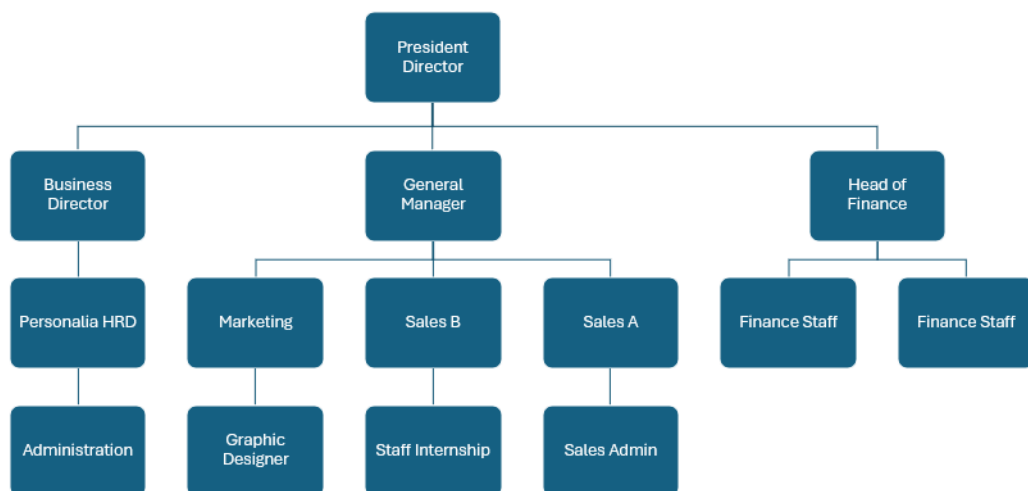 President
Director
Business
Director
General
Manager
Head of
Finance
Personalia HRD
Marketing
Sales B
Sales A
Finance Staff
Finance Staff
Administration
Graphic
Designer
Staff Internship
Sales Admin